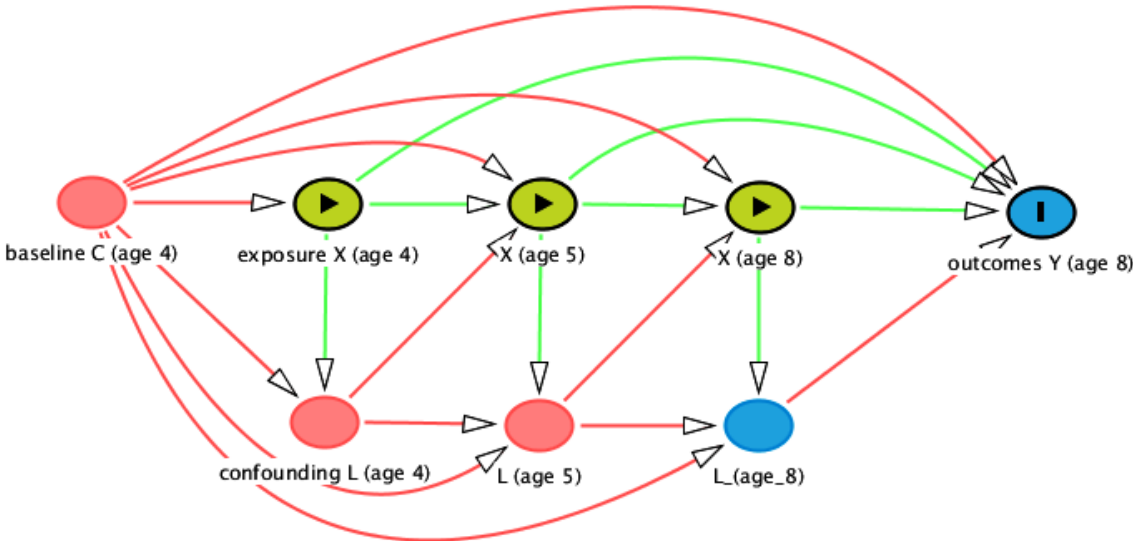 baseline C (age 4)
exposure X (age 4)
X (age 5)
X (age 8)
outcomes Y (age 8)
confounding L (age 4)
L (age 5)
L_(age_8)